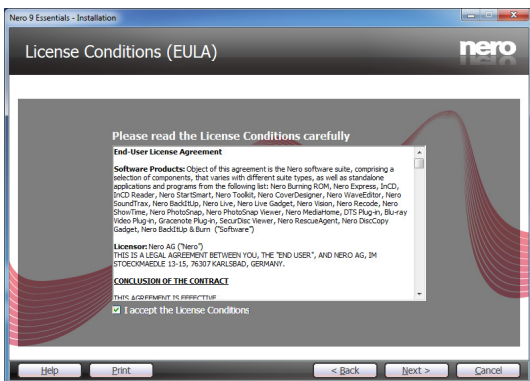 Nero 9 Essentials - Installation
License Conditions (EULA)
nero
Please read the License Conditions carefully
End-User License Agreement
Software Products: Object of this agreement is the Nero software suite, comprising a
selection of components, that varies with different suite types, as well as standalone
applications and programs from the following list: Nero Burning ROM, Nero Express, InCD,
InCD Reader, Nero StartSmart, Nero Toolkit, Nero CoverDesigner, Nero WaveEditor, Nero
SoundTrax, Nero BackItUp, Nero Live, Nero Live Gadget, Nero Vision, Nero Recode, Nero
ShowTime, Nero PhotoSnap, Nero PhotoSnap Viewer, Nero MediaHome, DTS Plug-in, Blu-ray
Video Plug-in, Gracenote Plug-in, SecurDisc Viewer, Nero RescueAgent, Nero DiscCopy
Gadget, Nero BackItUp & Burn ("Software")
Licensor: Nero AG ("Nero")
THIS IS A LEGAL AGREEMENT BETWEEN YOU, THE "END USER", AND NERO AG, IM
STOECKMAEDLE 13-15, 76307 KARLSBAD, GERMANY.
CONCLUSION OF THE CONTRACT
THIS AGREEMENT IS EFFECTIVE
I accept the License Conditions
Help
Print
< Back
Next >
Cancel